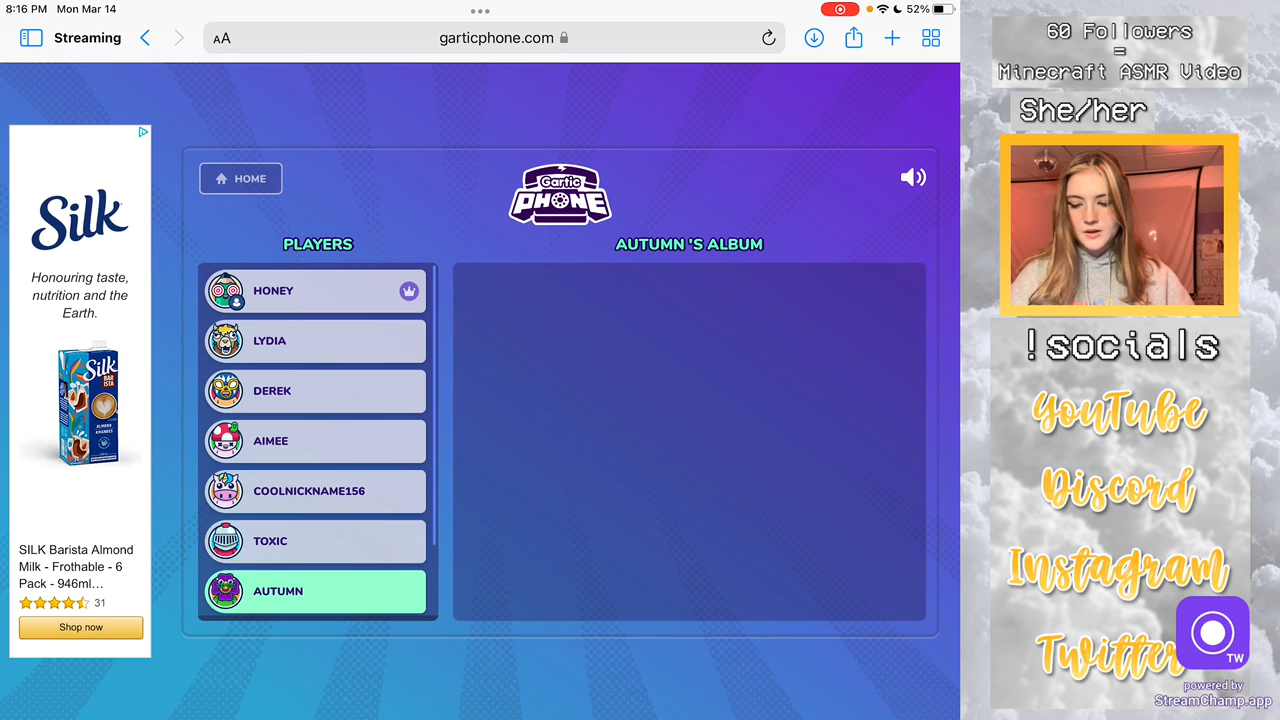 8:16 PM Mon Mar 14
52%
Streaming
AA
garticphone.com
Silk
Honouring taste,
nutrition and the
Earth.
Silk
BAR
ISTA
SILK Barista Almond
Milk - Frothable - 6
Pack - 946ml…
31
Shop now
HOME
Gartic
PHONE
PLAYERS
HONEY
LYDIA
DEREK
AIMEE
COOLNICKNAME156
TOXIC
AUTUMN
AUTUMN 'S ALBUM
60 Followers
=
Minecraft ASMR Video
She/her
!socials
YouTube
Discord
Instagram
Twitter
TW
powered by
StreamChamp.app